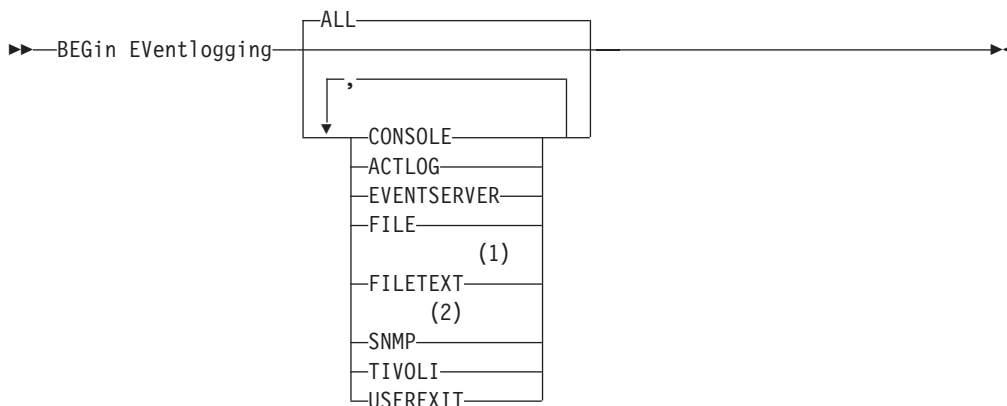 ALL
BEGin EVentlogging
,
CONSOLE
ACTLOG
EVENTSERVER
FILE
(1)
FILETEXT
(2)
SNMP
TIVOLI
USEREXIT